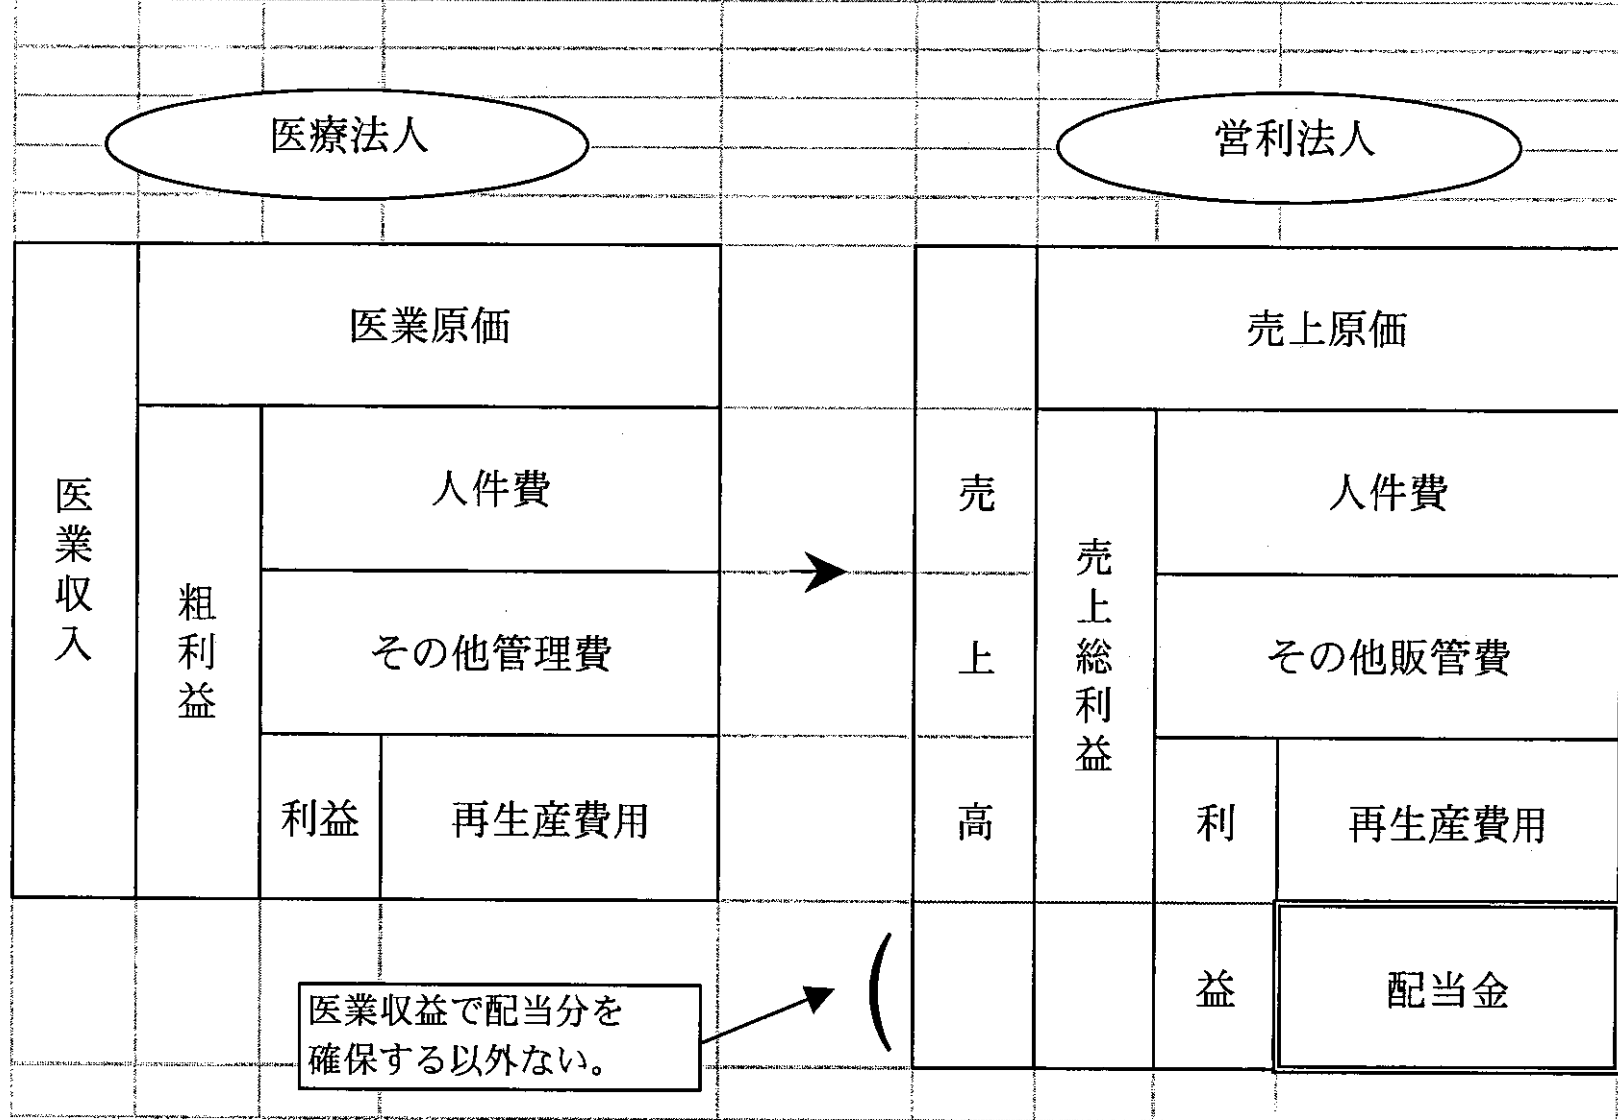 医療法人
営利法人
医業収入
医業原価
粗利益
人件費
その他管理費
利益
再生産費用
売上高
売上原価
売上総利益
人件費
その他販管費
利益
再生産費用
配当金
医業収益で配当分を
確保する以外ない。
(